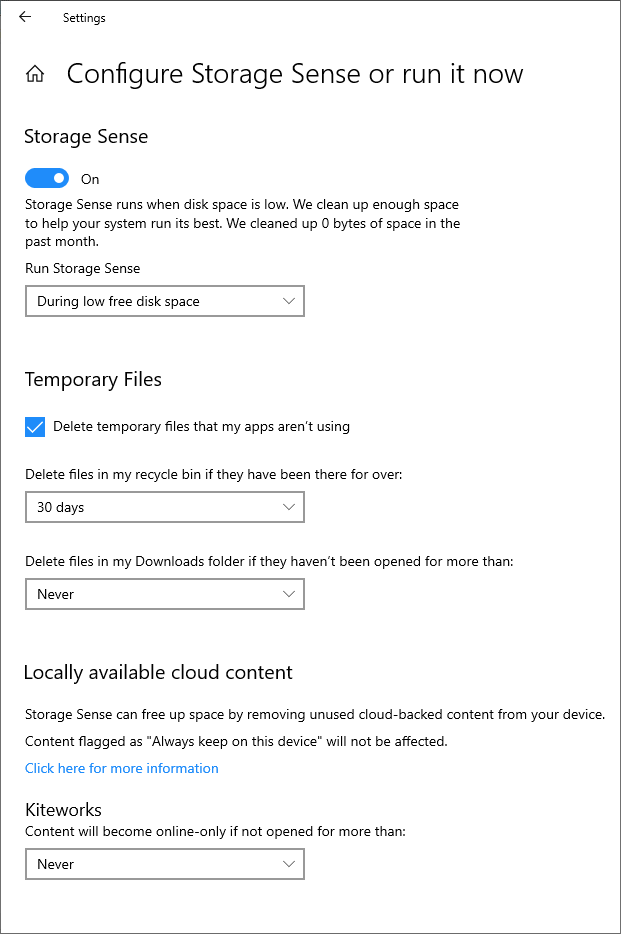 Settings
Configure Storage Sense or run it now
Storage Sense
On
Storage Sense runs when disk space is low. We clean up enough space
to help your system run its best. We cleaned up 0 bytes of space in the
past month.
Run Storage Sense
During low free disk space
Temporary Files
Delete temporary files that my apps aren't using
Delete files in my recycle bin if they have been there for over:
30 days
Delete files in my Downloads folder if they haven't been opened for more than:
Never
Locally available cloud content
Storage Sense can free up space by removing unused cloud-backed content from your device.
Content flagged as "Always keep on this device" will not be affected.
Click here for more information
Kiteworks
Content will become online-only if not opened for more than:
Never